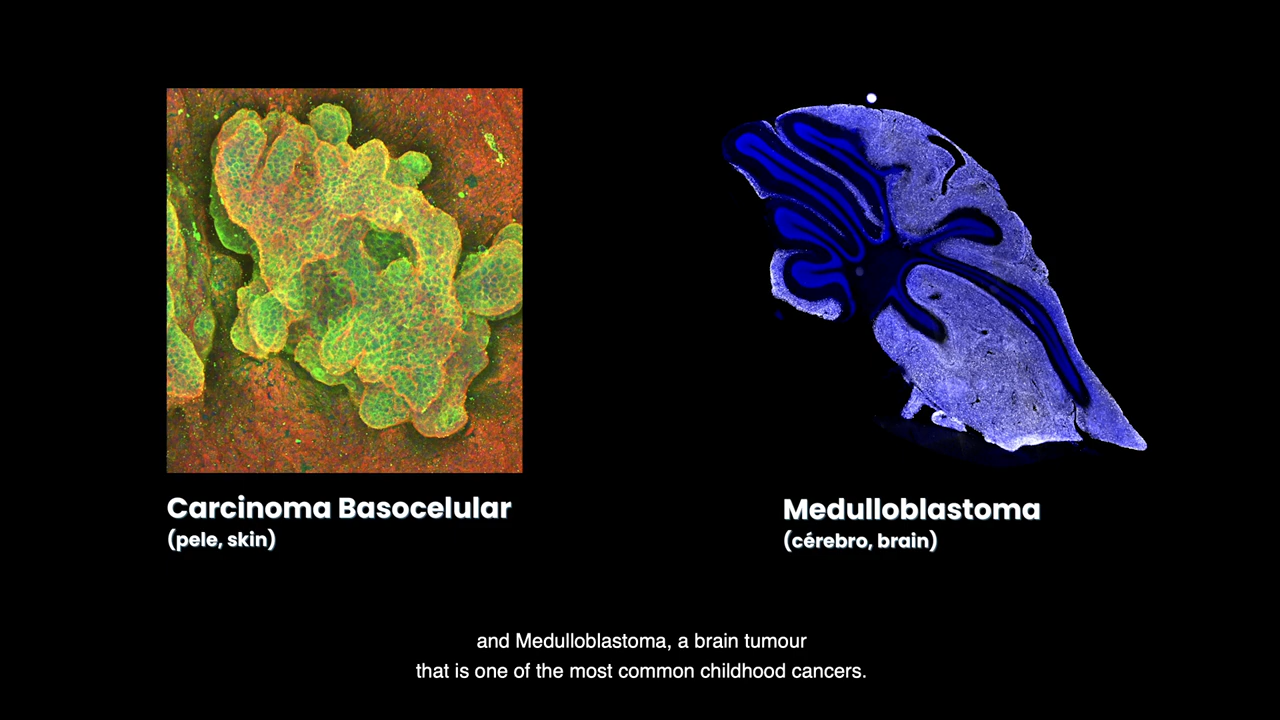 Carcinoma Basocelular
(pele, skin)
Medulloblastoma
(cérebro, brain)
and Medulloblastoma, a brain tumour
that is one of the most common childhood cancers.